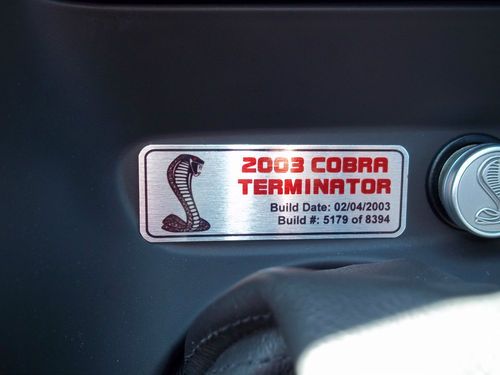 2003 COBRA
TERMINATOR
Build Date: 02/04/2003
Build #: 5179 of 8394